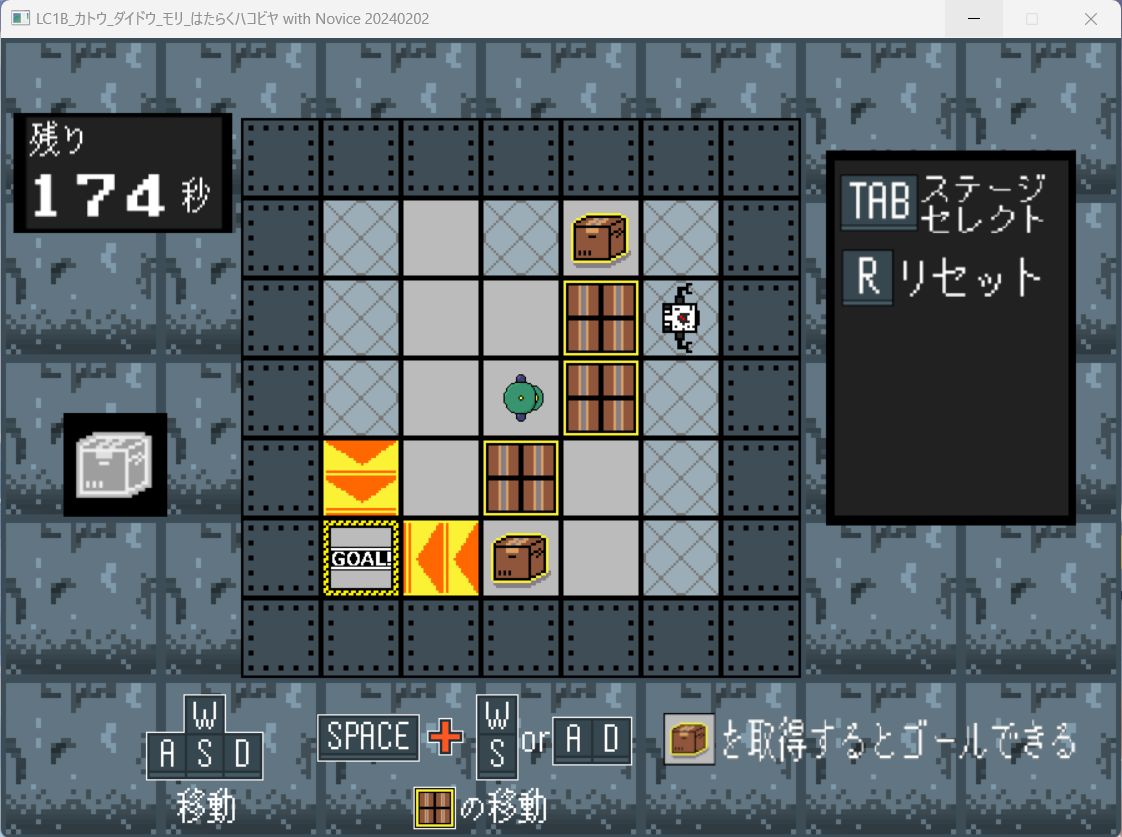 LC1B_カトウ_ダイドウ_モリ_はたらくハコビヤ with Novice 20240202
残り
174秒
TAB ステージ
セレクト
R リセット
GOAL!
W
A S D
移動
SPACE + W S or A D
の移動
を取得するとゴールできる